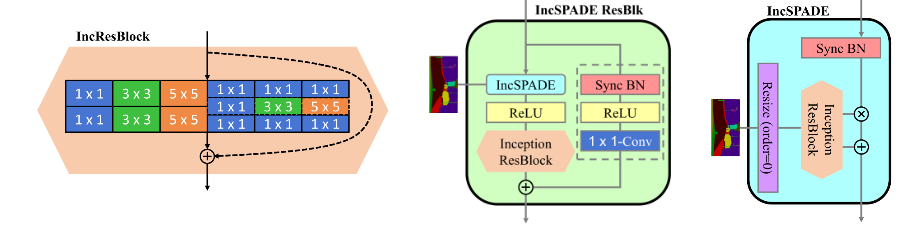 IncResBlock
1 x 1 3 x 3 5 x 5 1 x 1 1 x 1 1 x 1
1 x 1 3 x 3 5 x 5
1 x 1 3 x 3 5 x 5 1 x 1 1 x 1 1 x 1
IncSPADE ResBlk
IncSPADE
ReLU
Inception
ResBlock
Sync BN
ReLU
1 x 1-Conv
IncSPADE
Sync BN
Resize (order=0)
Inception
ResBlock